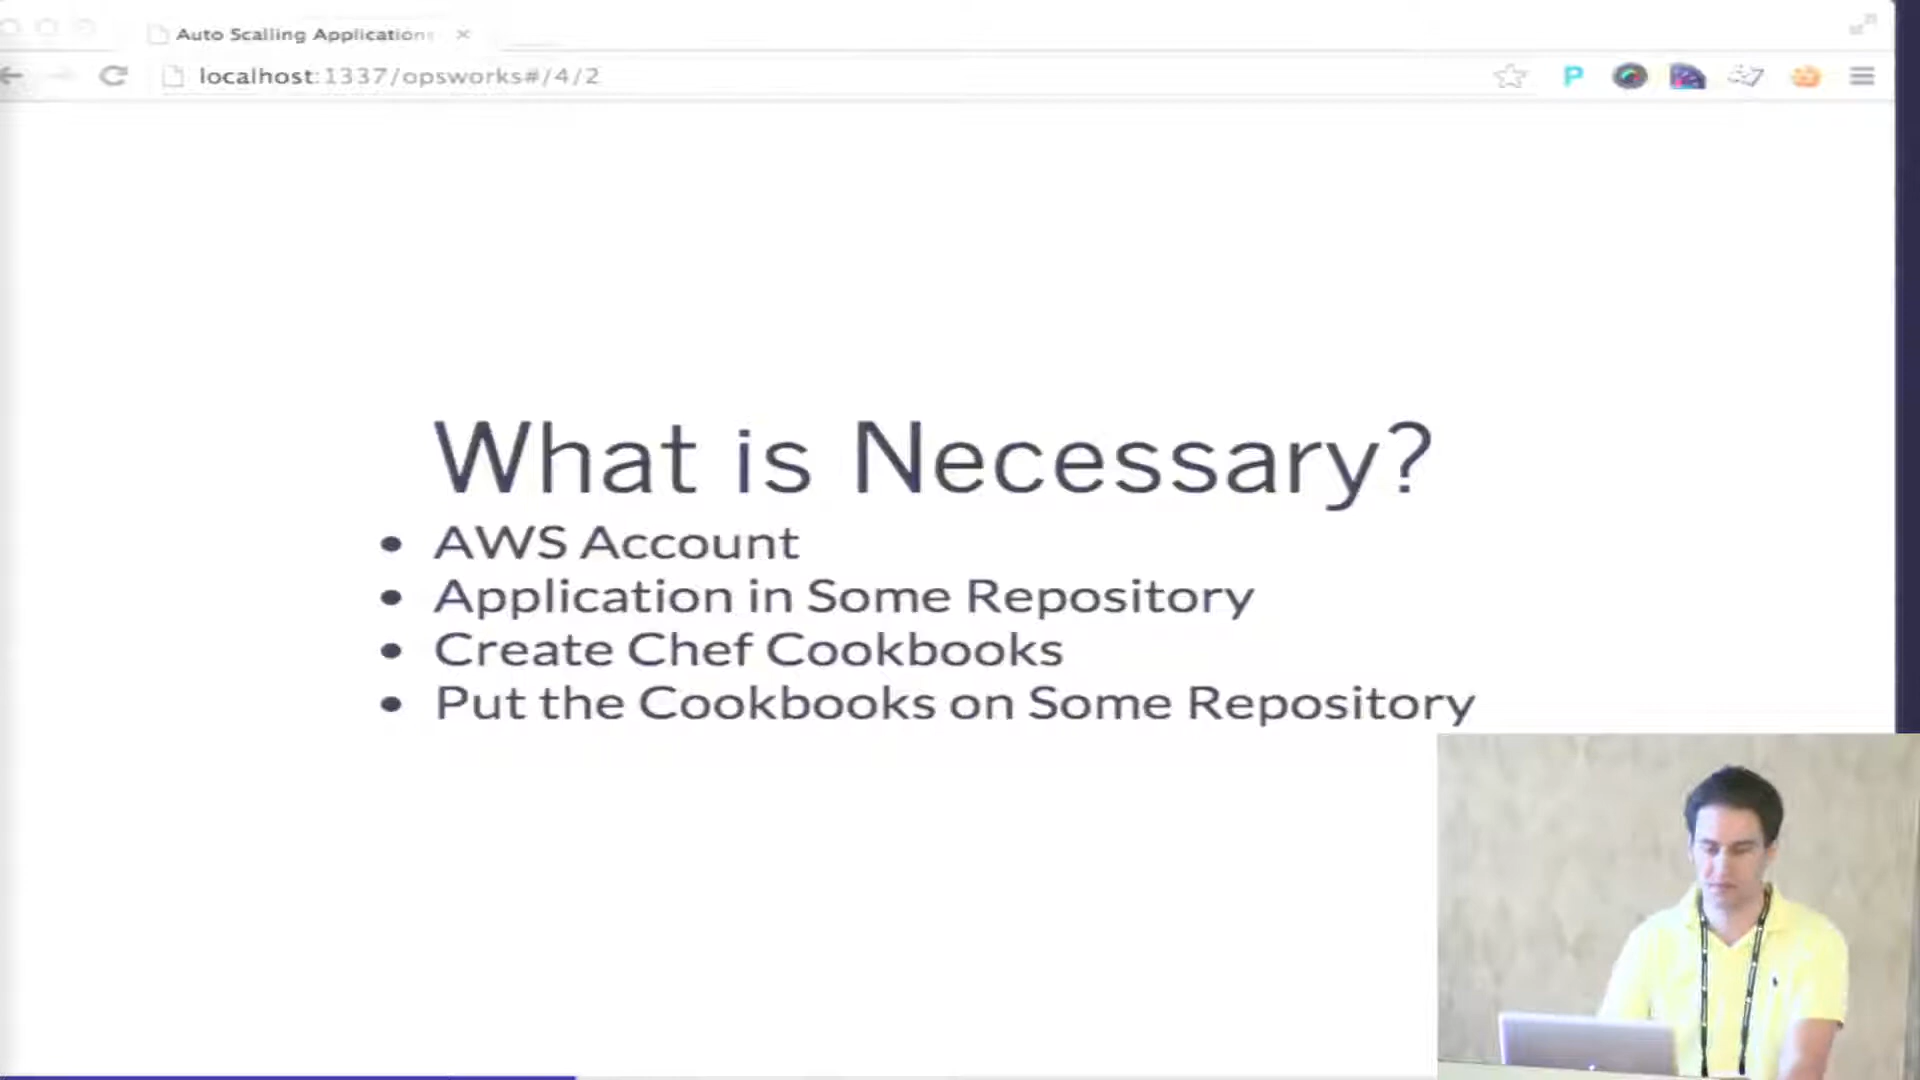 Auto Scalling Applications
localhost:1337/opsworks#/4/2
What is Necessary?
• AWS Account
• Application in Some Repository
• Create Chef Cookbooks
• Put the Cookbooks on Some Repository